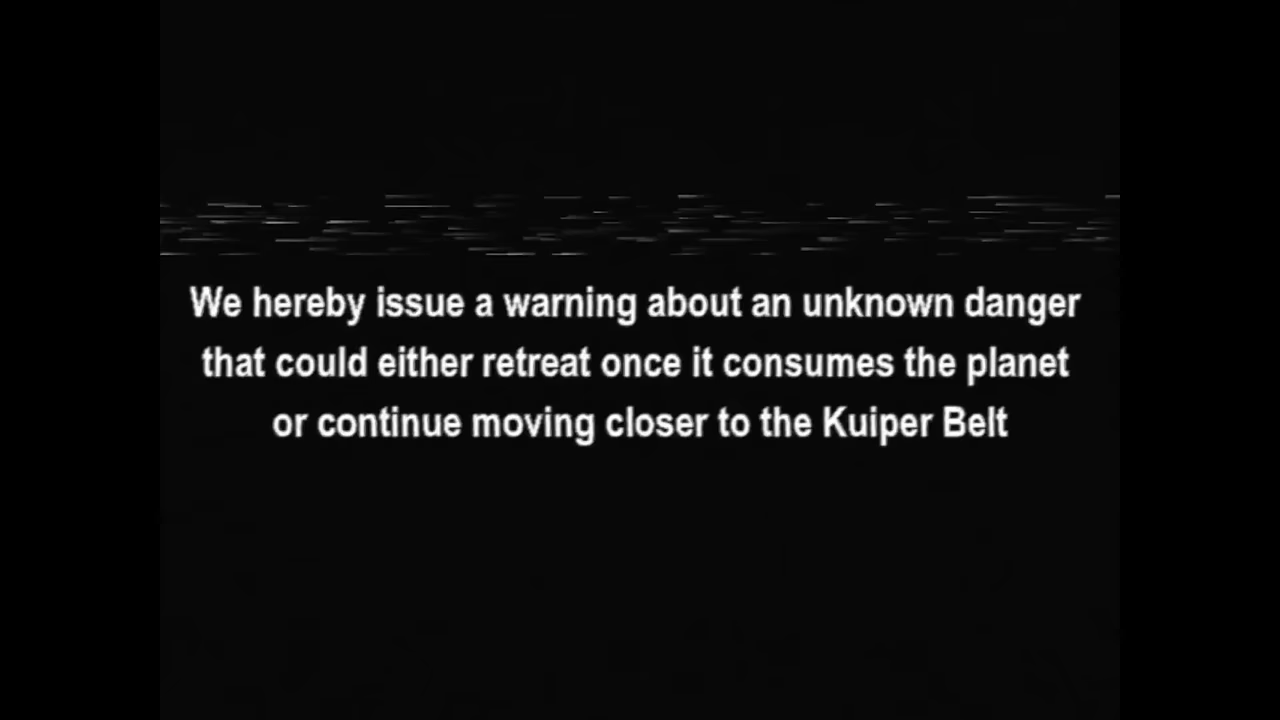 We hereby issue a warning about an unknown danger
that could either retreat once it consumes the planet
or continue moving closer to the Kuiper Belt